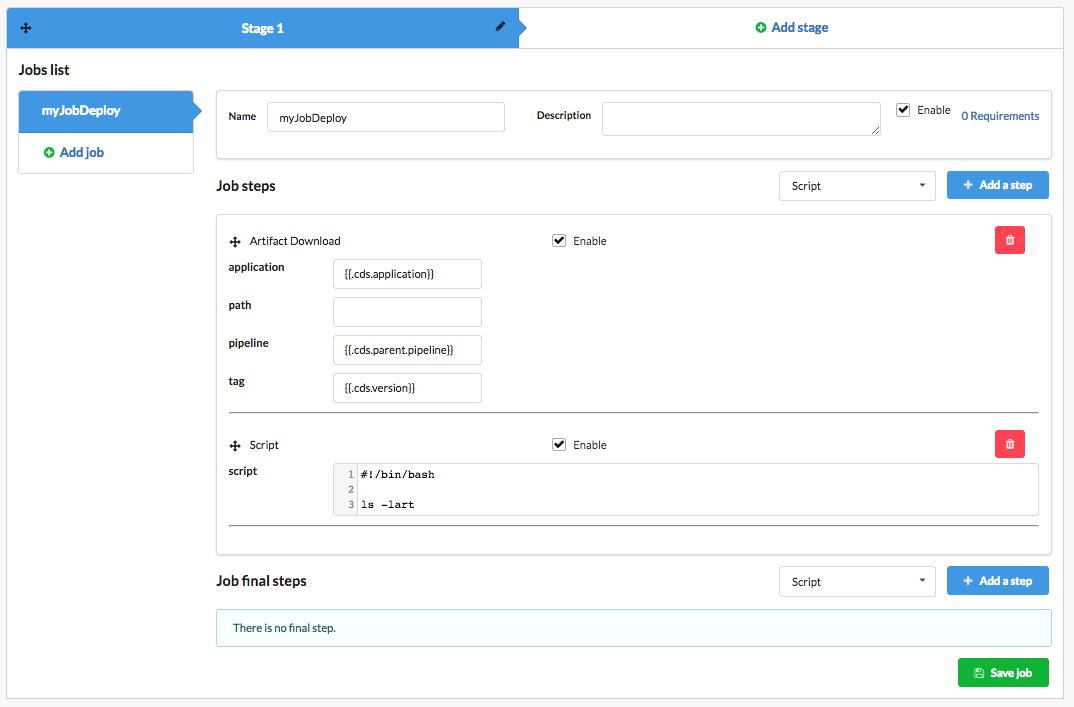 Stage 1
Add stage
Jobs list
myJobDeploy
Add job
Name
myJobDeploy
Description
Enable
0 Requirements
Job steps
Script
Add a step
Artifact Download
Enable
application
{{.cds.application}}
path
pipeline
{{.cds.parent.pipeline}}
tag
{{.cds.version}}
Script
Enable
script
1 #!/bin/bash
2
3 ls -lart
Job final steps
Script
Add a step
There is no final step.
Save job